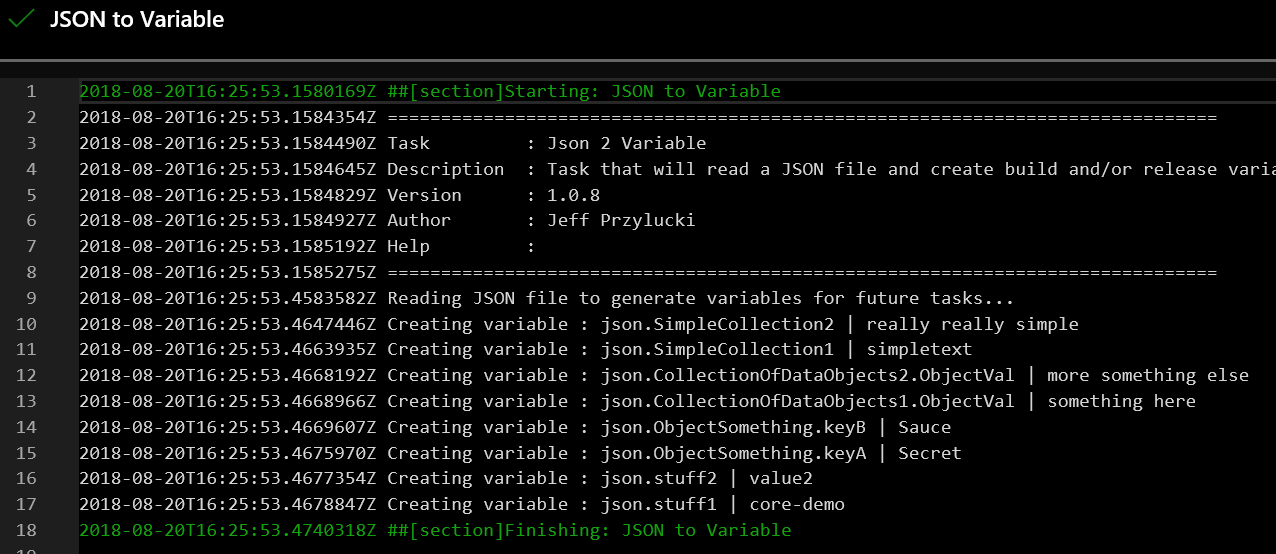 JSON to Variable
1 2018-08-20T16:25:53.1580169Z ##[section]Starting: JSON to Variable
2 2018-08-20T16:25:53.1584354Z ==============================================================================
3 2018-08-20T16:25:53.1584490Z Task         : Json 2 Variable
4 2018-08-20T16:25:53.1584645Z Description  : Task that will read a JSON file and create build and/or release varia
5 2018-08-20T16:25:53.1584829Z Version      : 1.0.8
6 2018-08-20T16:25:53.1584927Z Author       : Jeff Przylucki
7 2018-08-20T16:25:53.1585192Z Help         :
8 2018-08-20T16:25:53.1585275Z ==============================================================================
9 2018-08-20T16:25:53.4583582Z Reading JSON file to generate variables for future tasks...
10 2018-08-20T16:25:53.4647446Z Creating variable : json.SimpleCollection2 | really really simple
11 2018-08-20T16:25:53.4663935Z Creating variable : json.SimpleCollection1 | simpletext
12 2018-08-20T16:25:53.4668192Z Creating variable : json.CollectionOfDataObjects2.ObjectVal | more something else
13 2018-08-20T16:25:53.4668966Z Creating variable : json.CollectionOfDataObjects1.ObjectVal | something here
14 2018-08-20T16:25:53.4669607Z Creating variable : json.ObjectSomething.keyB | Sauce
15 2018-08-20T16:25:53.4675970Z Creating variable : json.ObjectSomething.keyA | Secret
16 2018-08-20T16:25:53.4677354Z Creating variable : json.stuff2 | value2
17 2018-08-20T16:25:53.4678847Z Creating variable : json.stuff1 | core-demo
18 2018-08-20T16:25:53.4740318Z ##[section]Finishing: JSON to Variable